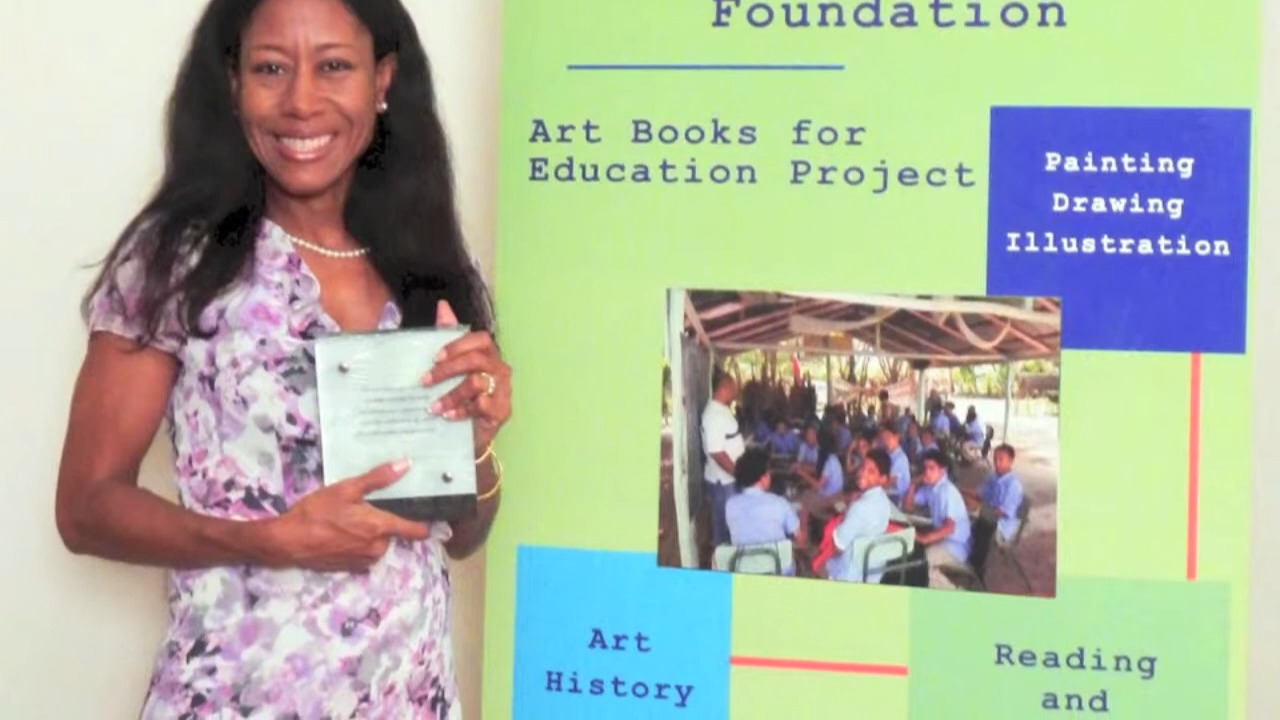 Foundation
Art Books for
Education Project
Painting
Drawing
Illustration
Art
History
Reading
and